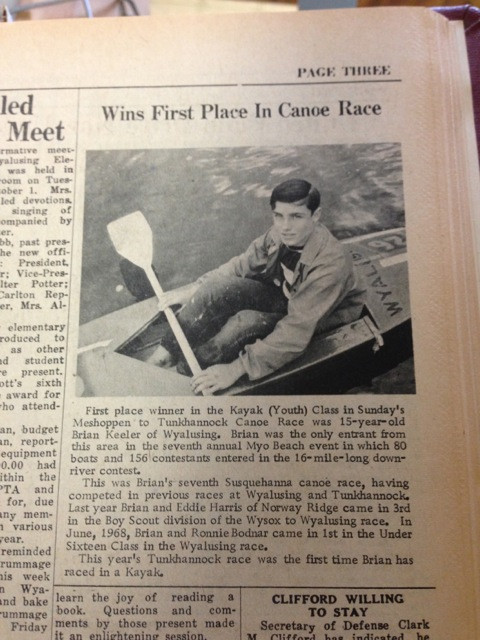 PAGE THREE
led
Meet
rmative meet-
yalusing Ele-
was held in
room on Tues-
ober 1. Mrs.
led devotions.
singing of
ompanied by
er.
bb, past pres-
the new offi-
President,
r; Vice-Pres-
lter Potter;
Carlton Rep-
er, Mrs. Al-
elementary
roduced to
as other
nd student
re present.
ott's sixth
e award for
who attend-
an, budget
an, report-
equipment
0.00 had
within the
PTA and
for, due
any mem-
n various
year.
reminded
rummage
his week
n Wya-
and bake
rummage
Friday
Wins First Place In Canoe Race
WYALU
First place winner in the Kayak (Youth) Class in Sunday's
Meshoppen to Tunkhannock Canoe Race was 15-year-old
Brian Keeler of Wyalusing. Brian was the only entrant from
this area in the seventh annual Myo Beach event in which 80
boats and 156 contestants entered in the 16-mile-long down-
river contest.
This was Brian's seventh Susquehanna canoe race, having
competed in previous races at Wyalusing and Tunkhannock.
Last year Brian and Eddie Harris of Norway Ridge came in 3rd
in the Boy Scout division of the Wysox to Wyalusing race. In
June, 1968, Brian and Ronnie Bodnar came in 1st in the Under
Sixteen Class in the Wyalusing race.
This year's Tunkhannock race was the first time Brian has
raced in a Kayak.
learn the joy of reading a
book. Questions and com-
ments by those present made
it an enlightening session.
CLIFFORD WILLING
TO STAY
Secretary of Defense Clark
M. Clifford has indicated he